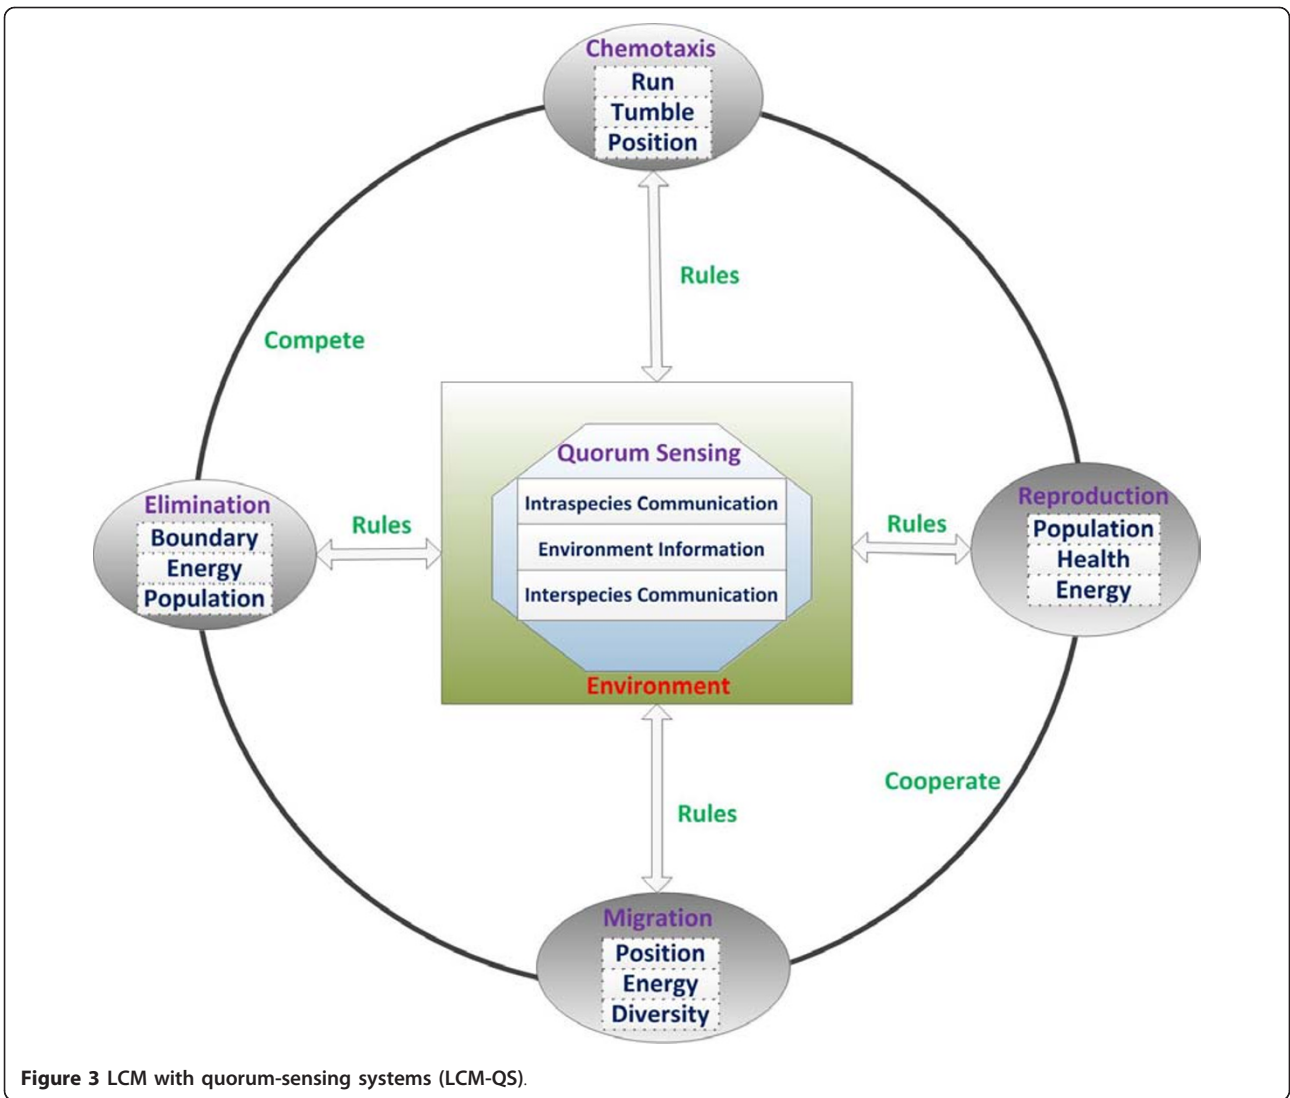 Chemotaxis
Run
Tumble
Position
Rules
Compete
Quorum Sensing
Intraspecies Communication
Environment Information
Interspecies Communication
Environment
Elimination
Boundary
Energy
Population
Rules
Rules
Reproduction
Population
Health
Energy
Cooperate
Rules
Migration
Position
Energy
Diversity
Figure 3 LCM with quorum-sensing systems (LCM-QS).